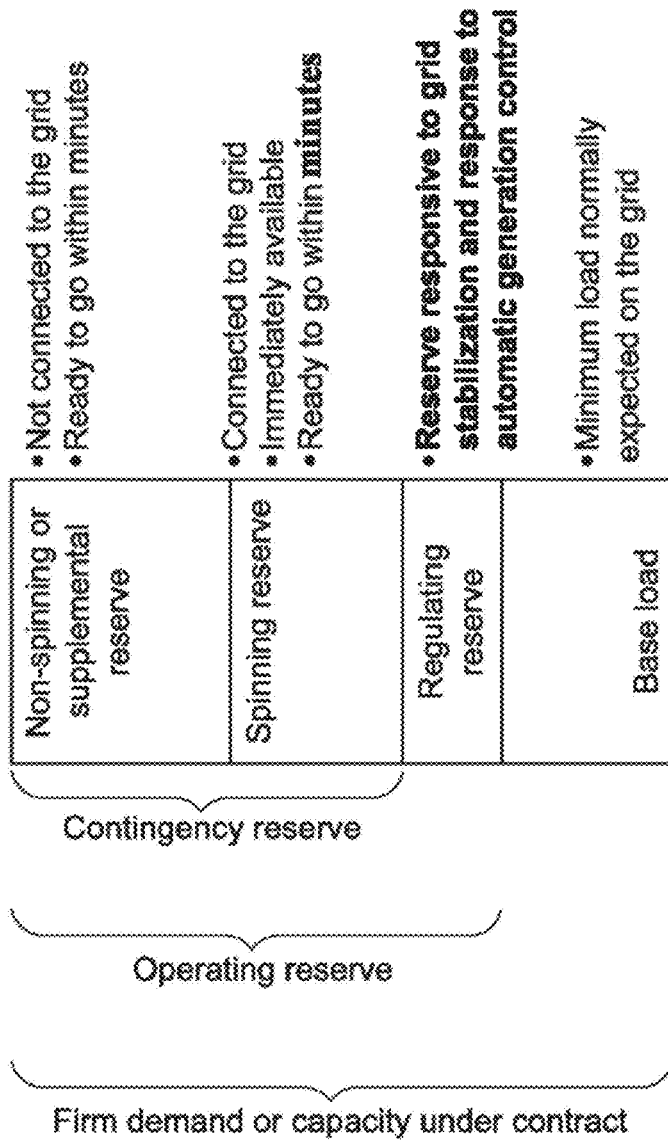 Non-spinning or
supplemental
reserve
• Not connected to the grid
• Ready to go within minutes
Spinning reserve
• Connected to the grid
• Immediately available
• Ready to go within minutes
Regulating
reserve
• Reserve responsive to grid
stabilization and response to
automatic generation control
Base load
• Minimum load normally
expected on the grid
Contingency reserve
Operating reserve
Firm demand or capacity under contract